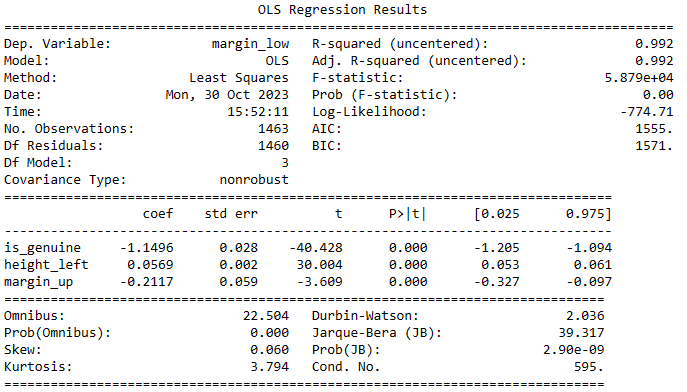 OLS Regression Results
=======================================================================================
Dep. Variable:             margin_low   R-squared (uncentered):                   0.992
Model:                            OLS   Adj. R-squared (uncentered):              0.992
Method:                 Least Squares   F-statistic:                          5.879e+04
Date:                Mon, 30 Oct 2023   Prob (F-statistic):                        0.00
Time:                        15:52:11   Log-Likelihood:                         -774.71
No. Observations:                1463   AIC:                                      1555.
Df Residuals:                    1460   BIC:                                      1571.
Df Model:                           3
Covariance Type:            nonrobust
===============================================================================
                  coef    std err          t      P>|t|      [0.025      0.975]
-------------------------------------------------------------------------------
is_genuine     -1.1496      0.028    -40.428      0.000      -1.205      -1.094
height_left     0.0569      0.002     30.004      0.000       0.053       0.061
margin_up      -0.2117      0.059     -3.609      0.000      -0.327      -0.097
==============================================================================
Omnibus:                       22.504   Durbin-Watson:                   2.036
Prob(Omnibus):                  0.000   Jarque-Bera (JB):               39.317
Skew:                           0.060   Prob(JB):                     2.90e-09
Kurtosis:                       3.794   Cond. No.                         595.
==============================================================================